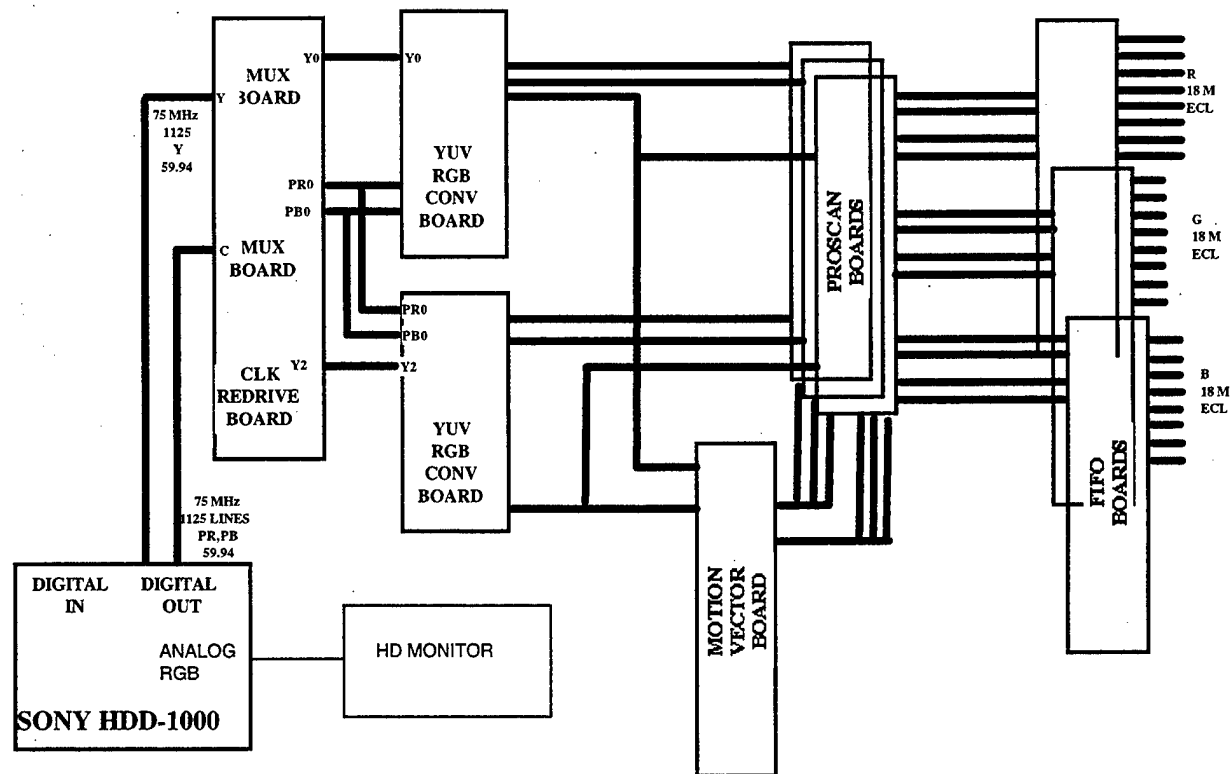 MUX
BOARD
Y
Y0
PR0
PB0
C
MUX
BOARD
Y2
CLK
REDRIVE
BOARD
75 MHz
1125
Y
59.94
75 MHz
1125 LINES
PR,PB
59.94
DIGITAL
IN
DIGITAL
OUT
ANALOG
RGB
SONY HDD-1000
HD MONITOR
Y0
YUV
RGB
CONV
BOARD
PR0
PB0
Y2
YUV
RGB
CONV
BOARD
MOTION
VECTOR
BOARD
PROSCAN
BOARDS
FIFO
BOARDS
R
18 M
ECL
G
18 M
ECL
B
18 M
ECL